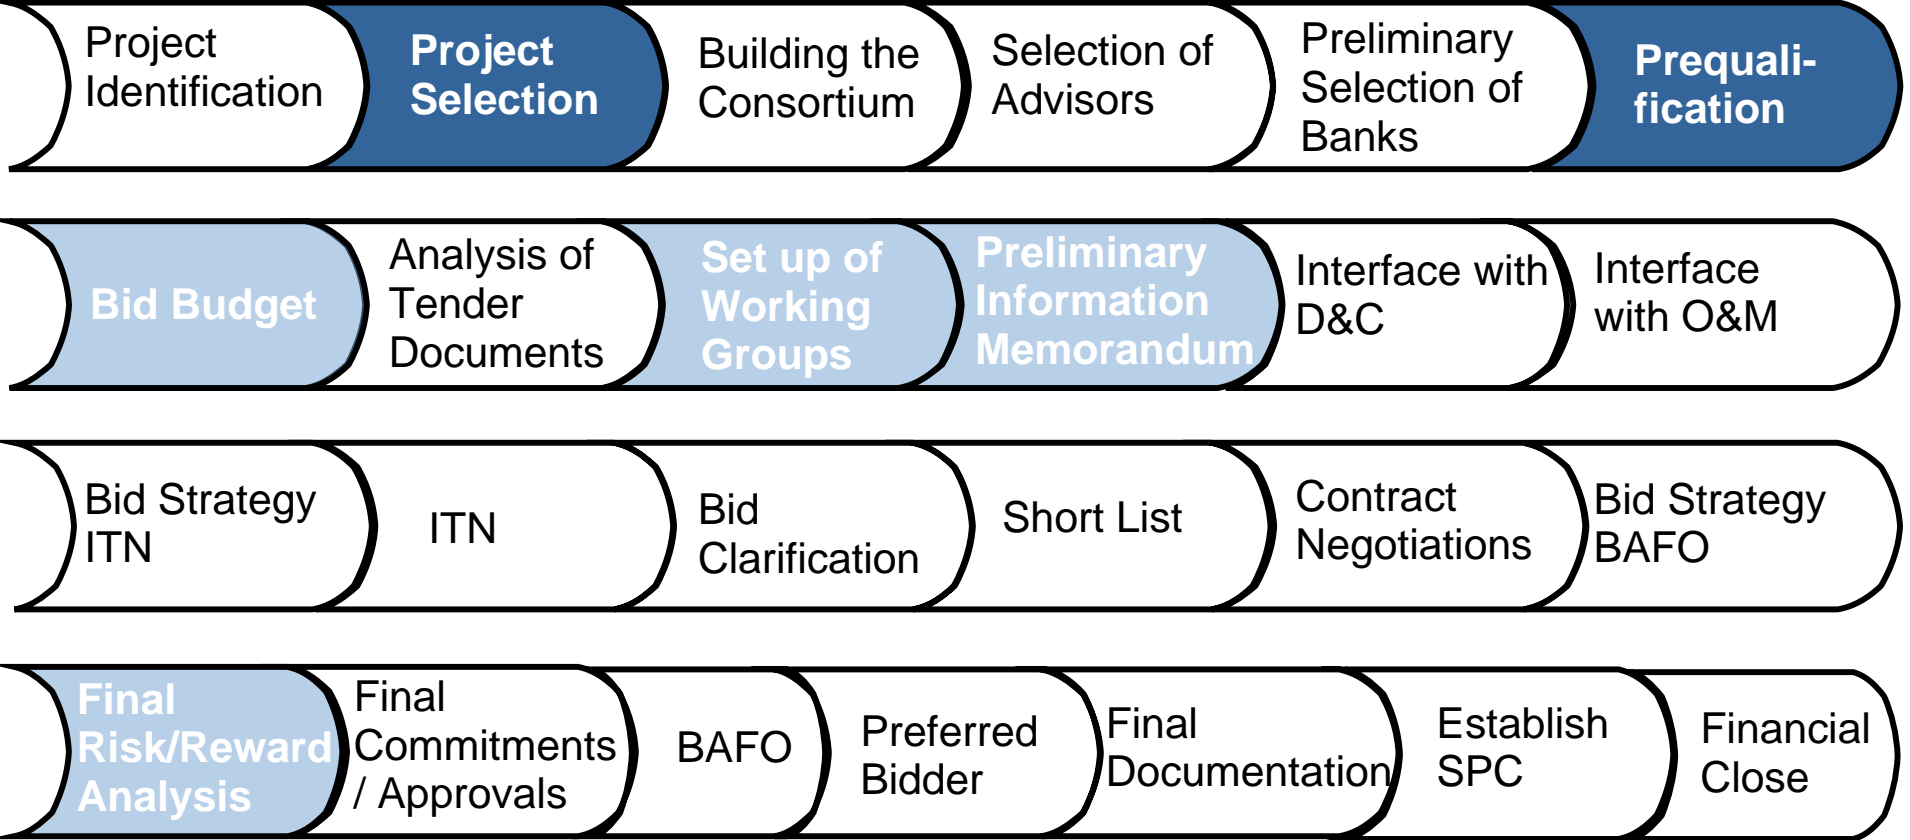 Project
Identification
Project
Selection
Building the
Consortium
Selection of
Advisors
Preliminary
Selection of
Banks
Prequali-
fication
Bid Budget
Analysis of
Tender
Documents
Set up of
Working
Groups
Preliminary
Information
Memorandum
Interface with
D&C
Interface
with O&M
Bid Strategy
ITN
ITN
Bid
Clarification
Short List
Contract
Negotiations
Bid Strategy
BAFO
Final
Risk/Reward
Analysis
Final
Commitments
/ Approvals
BAFO
Preferred
Bidder
Final
Documentation
Establish
SPC
Financial
Close